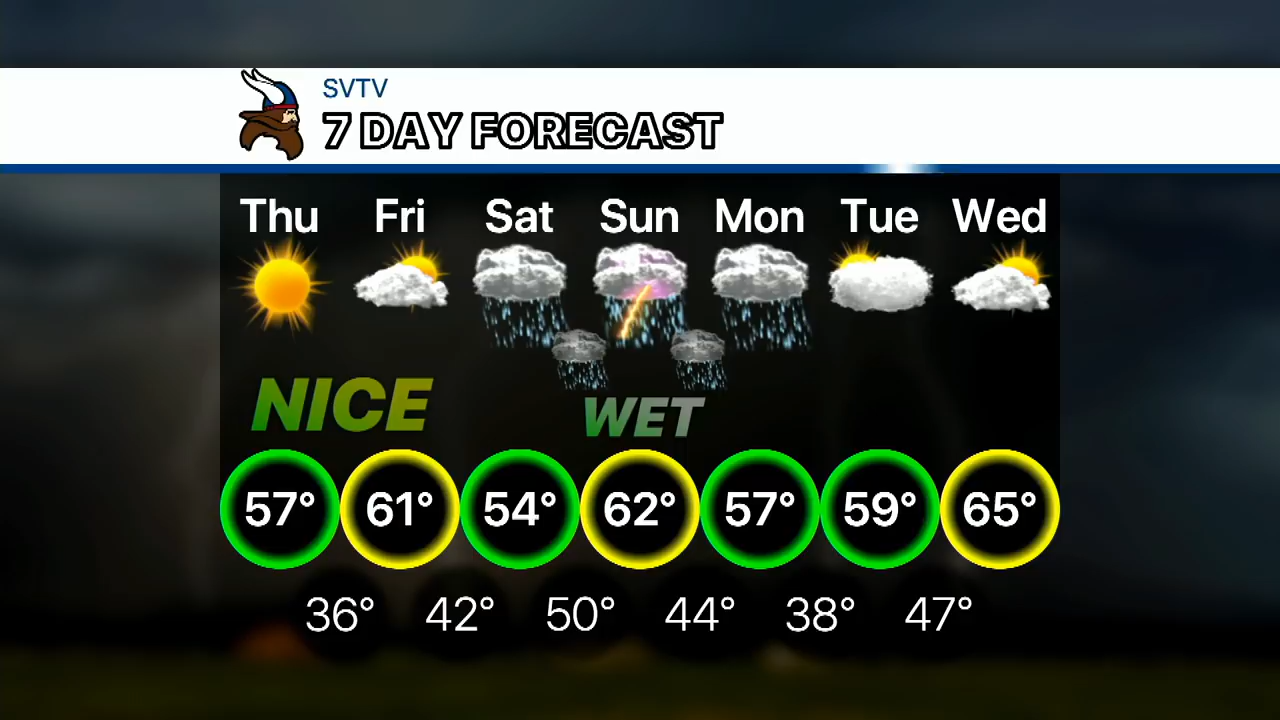 SVTV
7 DAY FORECAST
Thu Fri Sat Sun Mon Tue Wed
NICE WET
57° 61° 54° 62° 57° 59° 65°
36° 42° 50° 44° 38° 47°